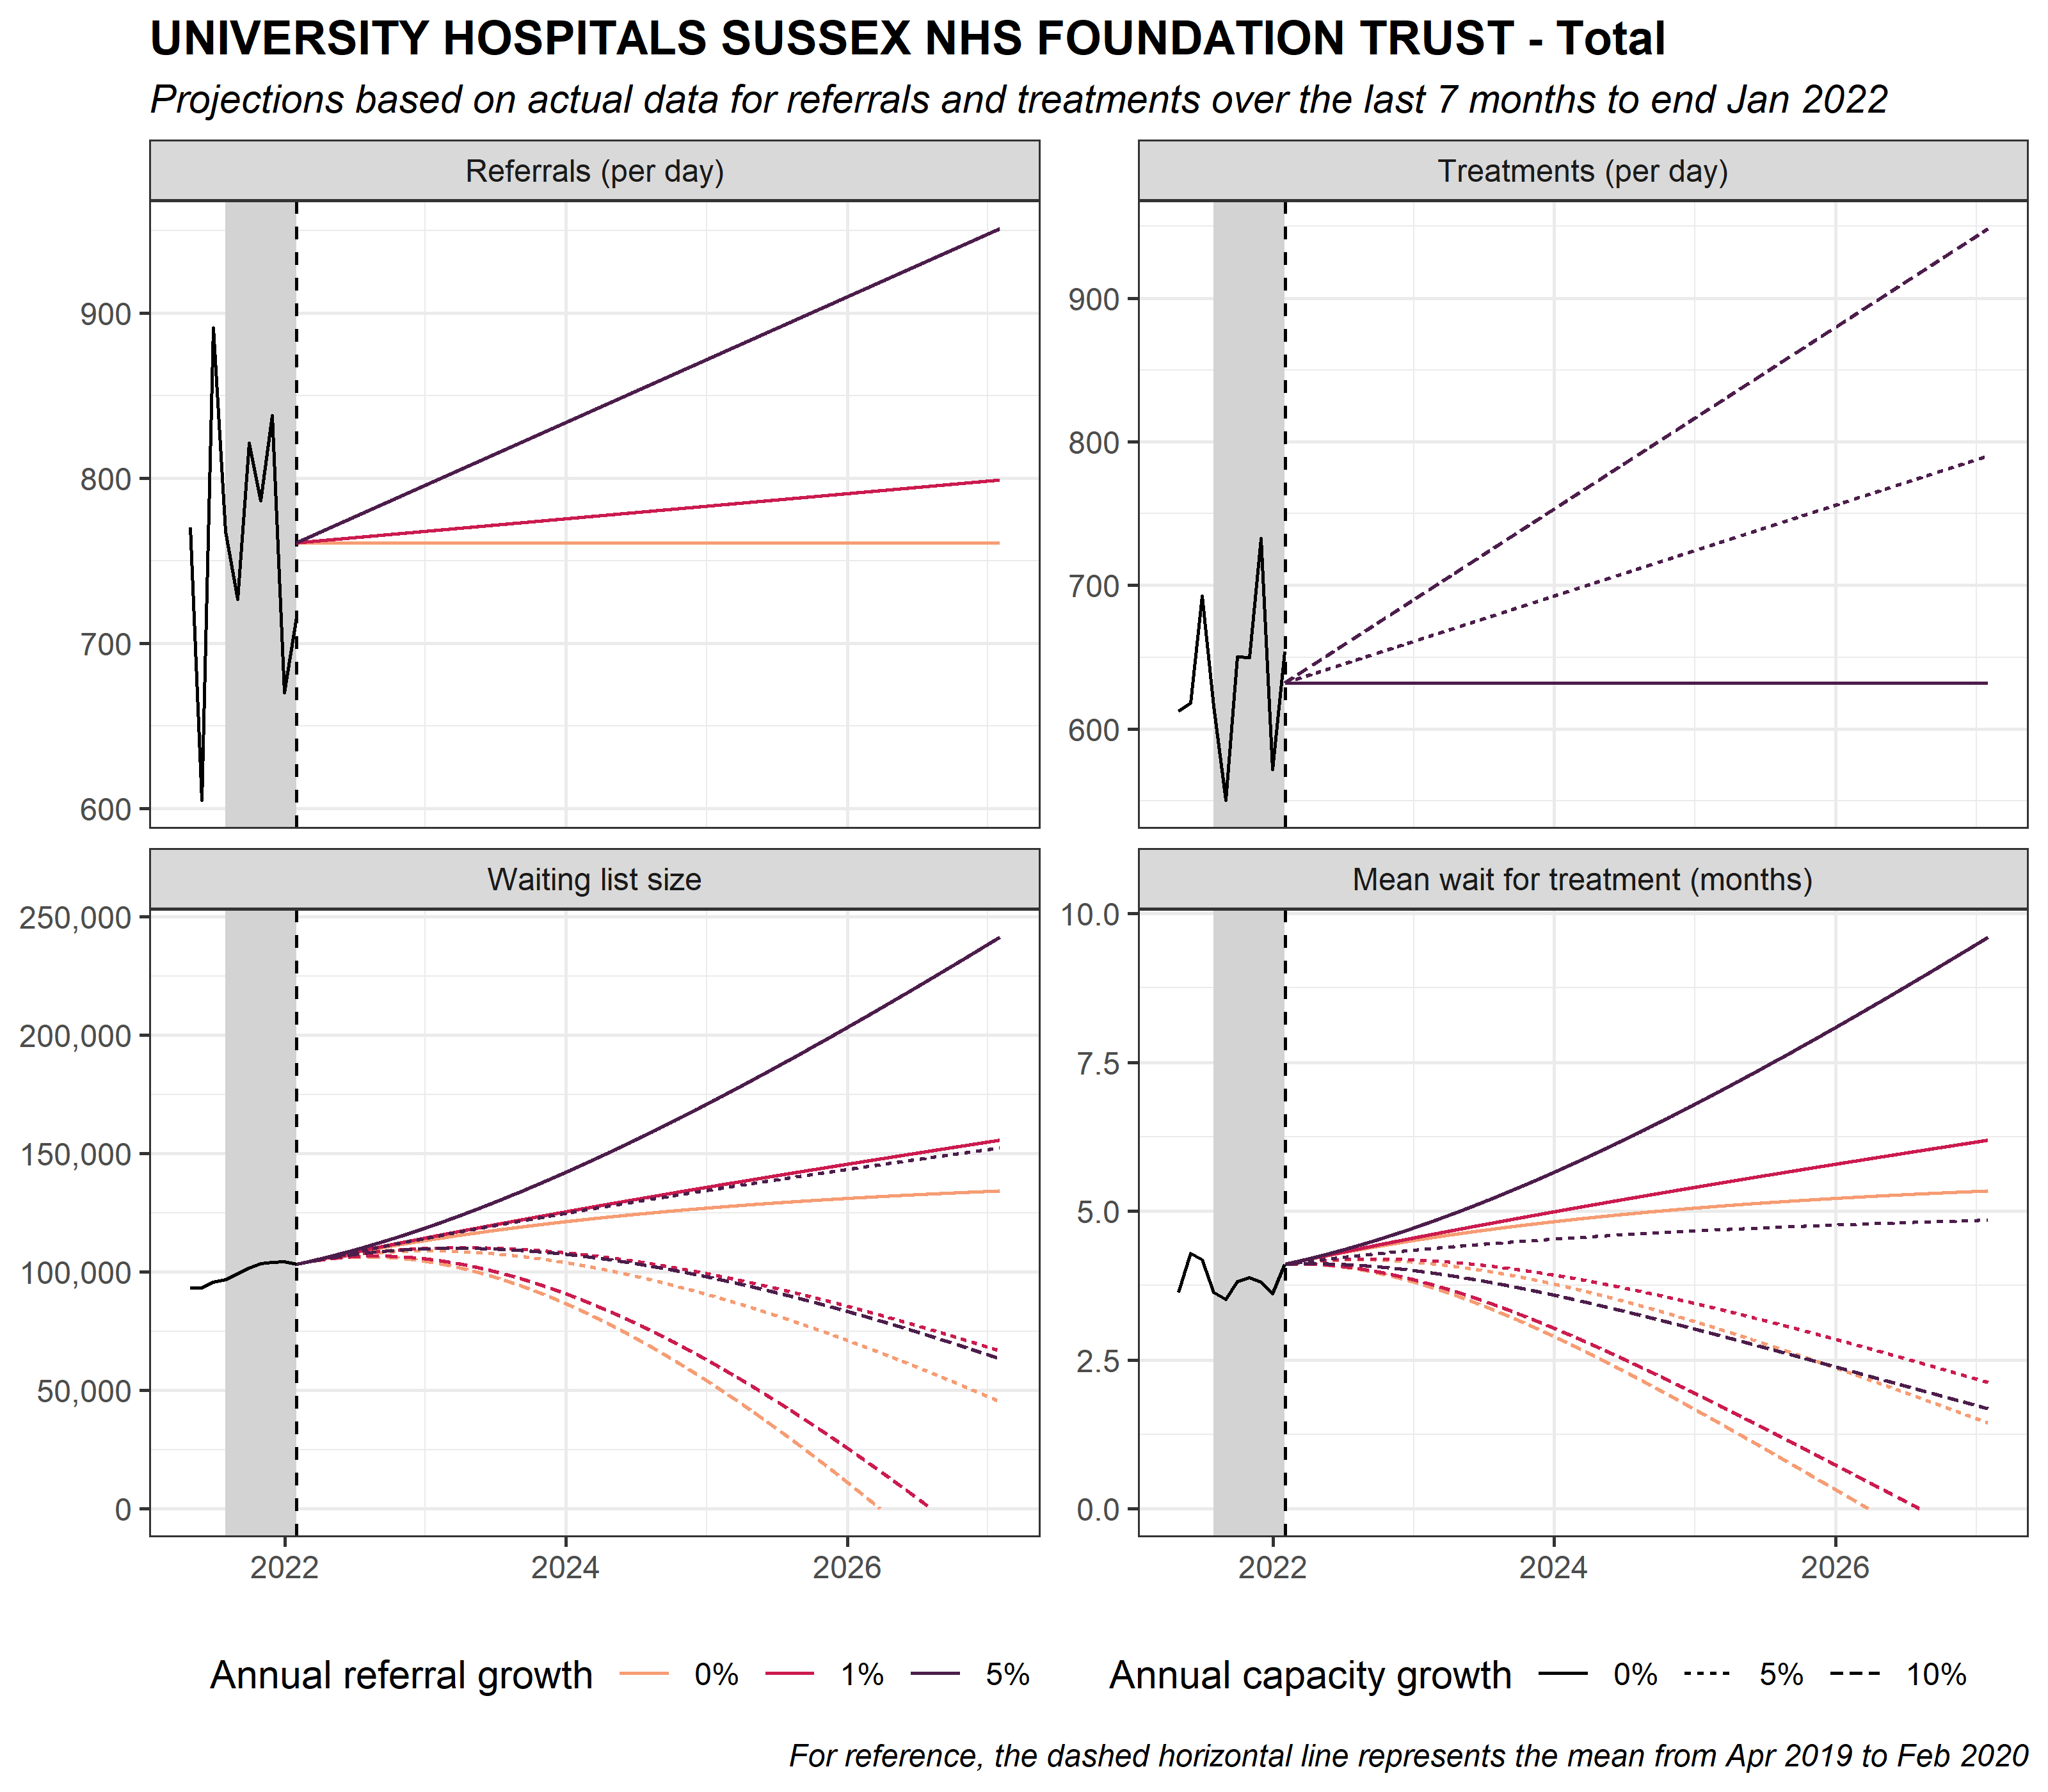 UNIVERSITY HOSPITALS SUSSEX NHS FOUNDATION TRUST - Total
Projections based on actual data for referrals and treatments over the last 7 months to end Jan 2022
Referrals (per day)
900
800
700
600
Treatments (per day)
900
800
700
600
Waiting list size
250,000
200,000
150,000
100,000
50,000
0
2022 2024 2026
Mean wait for treatment (months)
10.0
7.5
5.0
2.5
0.0
2022 2024 2026
Annual referral growth 0% 1% 5%
Annual capacity growth 0% 5% 10%
For reference, the dashed horizontal line represents the mean from Apr 2019 to Feb 2020